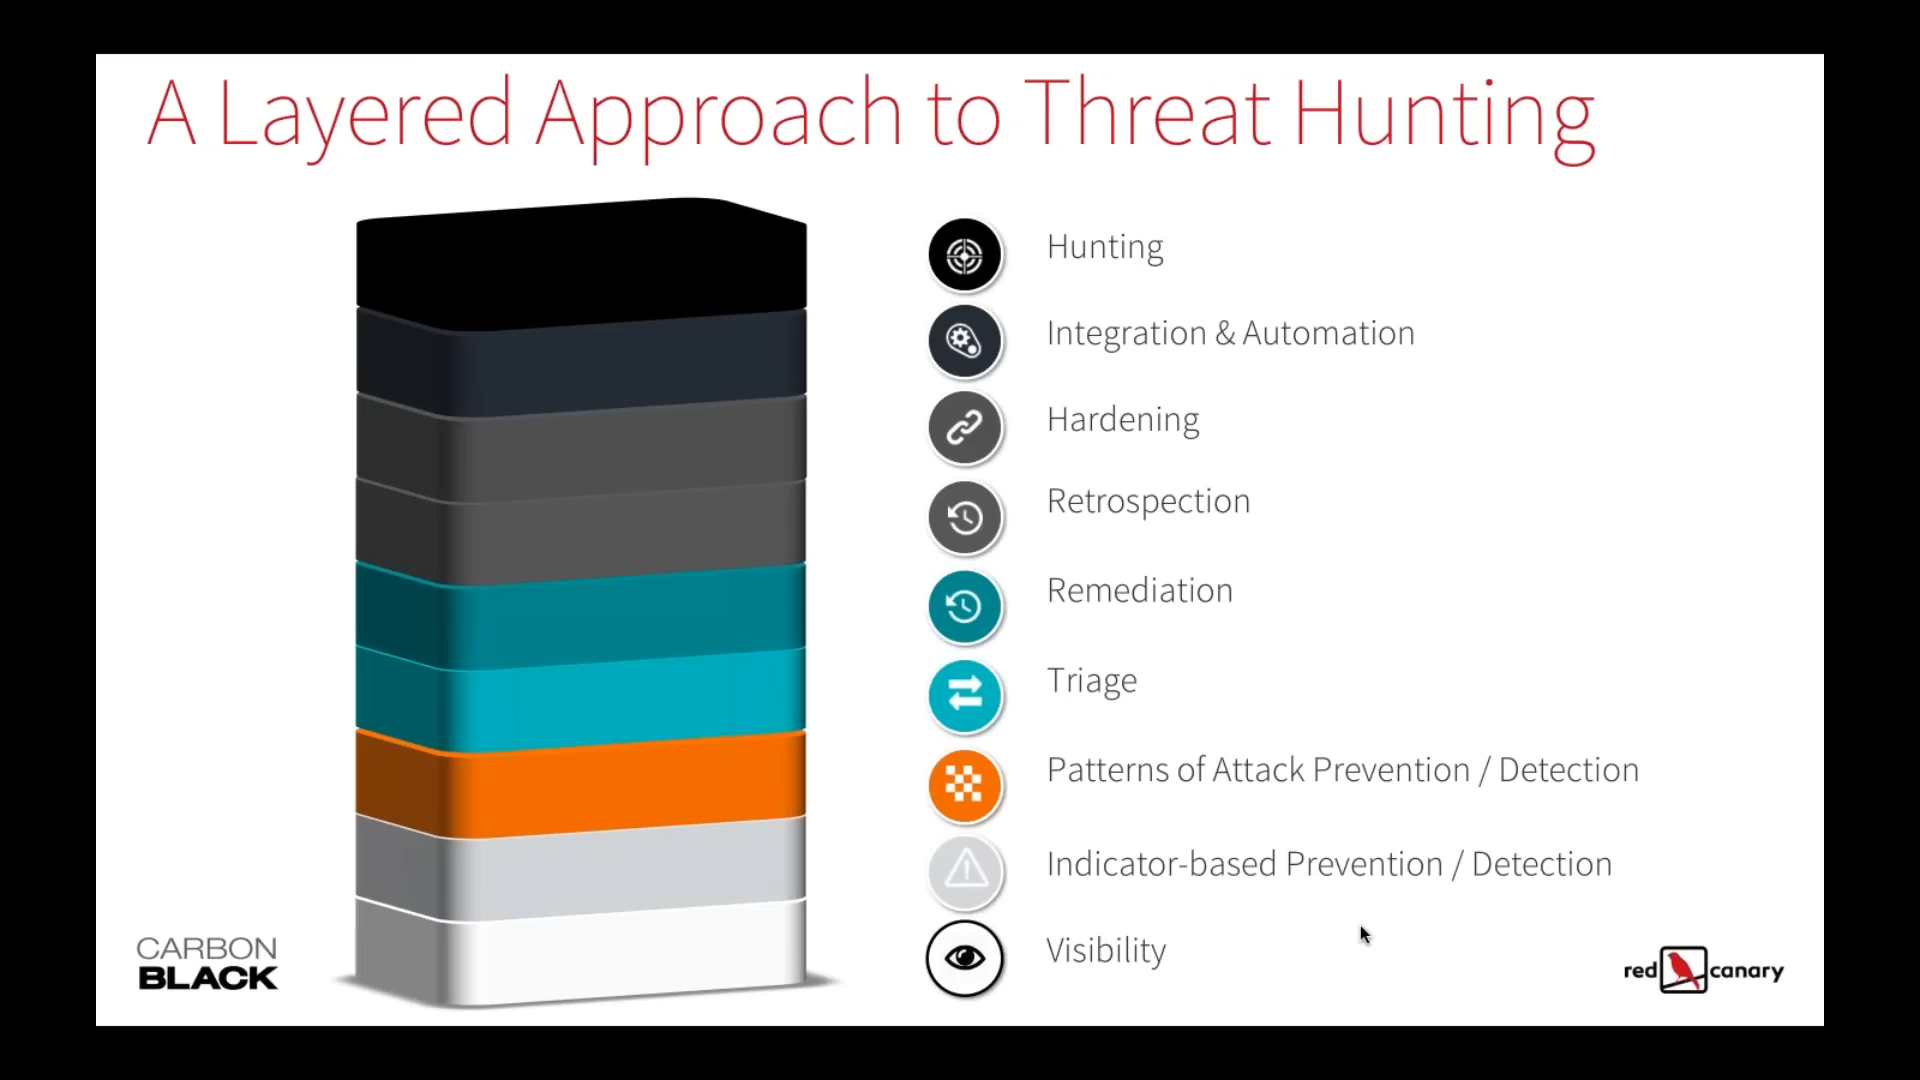 A Layered Approach to Threat Hunting
Hunting
Integration & Automation
Hardening
Retrospection
Remediation
Triage
Patterns of Attack Prevention / Detection
Indicator-based Prevention / Detection
Visibility
CARBON
BLACK
red canary